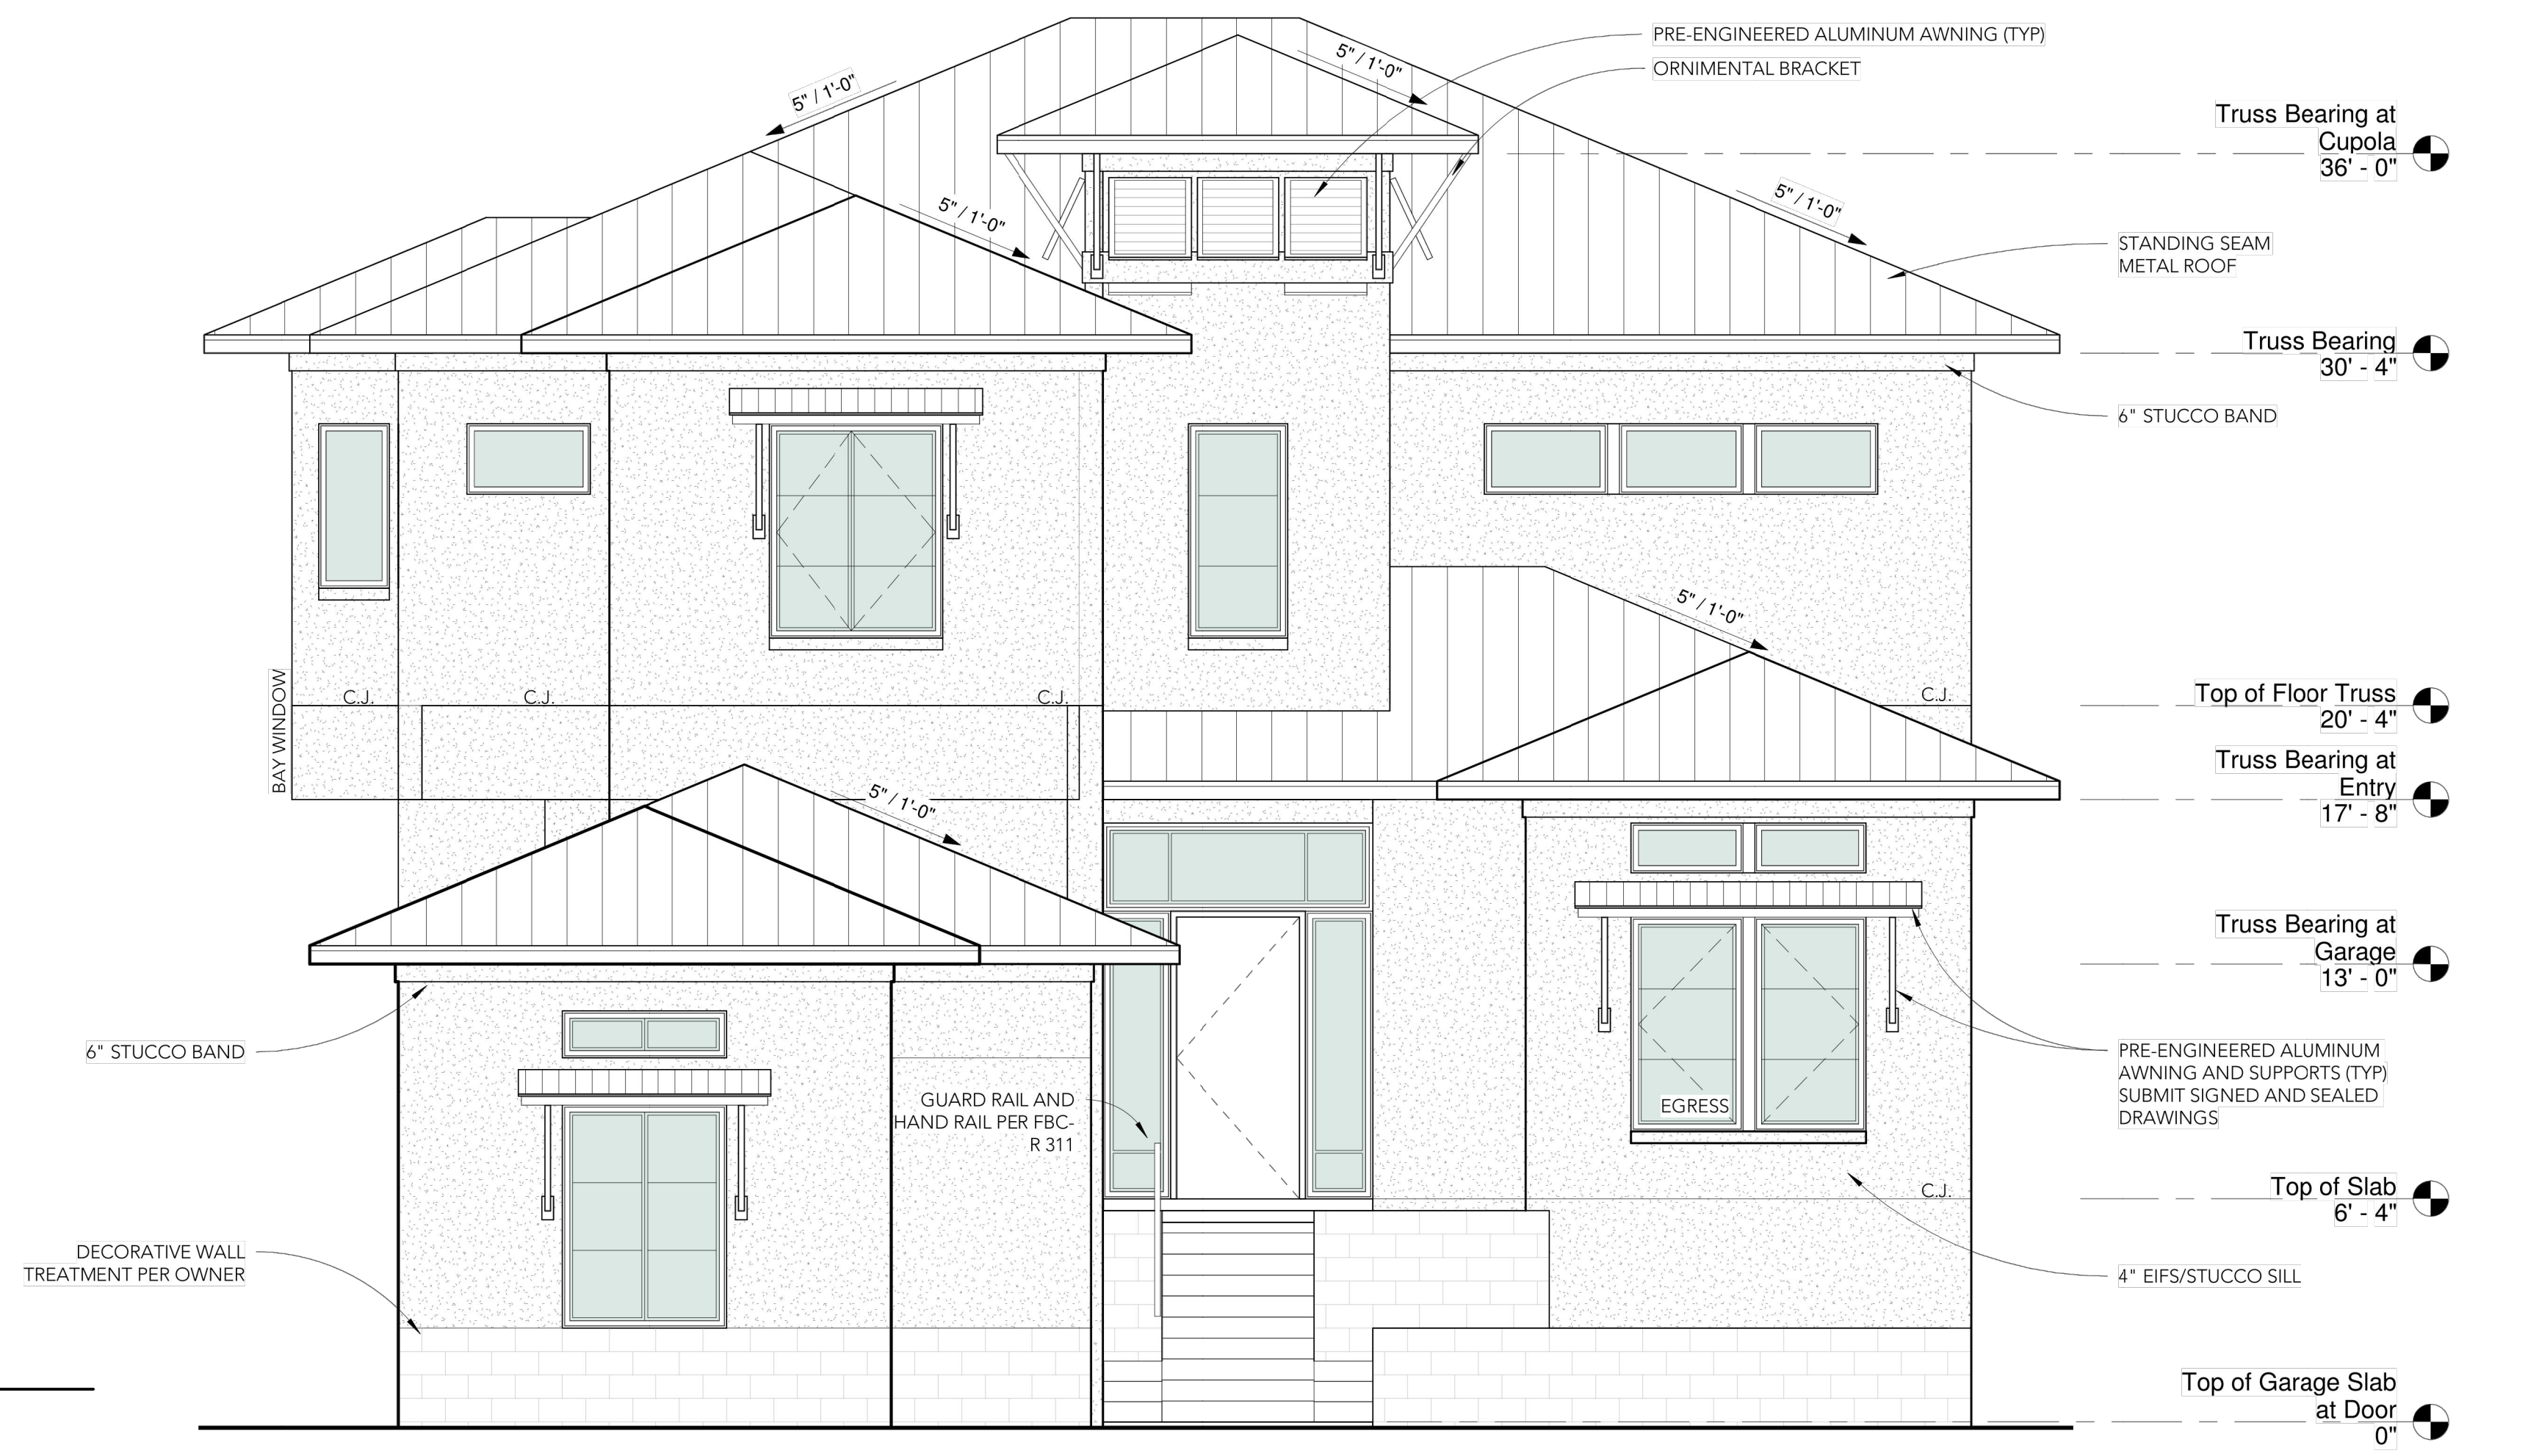 PRE-ENGINEERED ALUMINUM AWNING (TYP)
ORNIMENTAL BRACKET
5" / 1'-0"
5" / 1'-0"
Truss Bearing at
Cupola
36' - 0"
5" / 1'-0"
5" / 1'-0"
STANDING SEAM
METAL ROOF
Truss Bearing
30' - 4"
6" STUCCO BAND
5" / 1'-0"
BAY WINDOW
C.J.
C.J.
C.J.
C.J.
Top of Floor Truss
20' - 4"
Truss Bearing at
Entry
17' - 8"
5" / 1'-0"
Truss Bearing at
Garage
13' - 0"
6" STUCCO BAND
GUARD RAIL AND
HAND RAIL PER FBC-
R 311
EGRESS
PRE-ENGINEERED ALUMINUM
AWNING AND SUPPORTS (TYP)
SUBMIT SIGNED AND SEALED
DRAWINGS
C.J.
Top of Slab
6' - 4"
DECORATIVE WALL
TREATMENT PER OWNER
4" EIFS/STUCCO SILL
Top of Garage Slab
at Door
0"